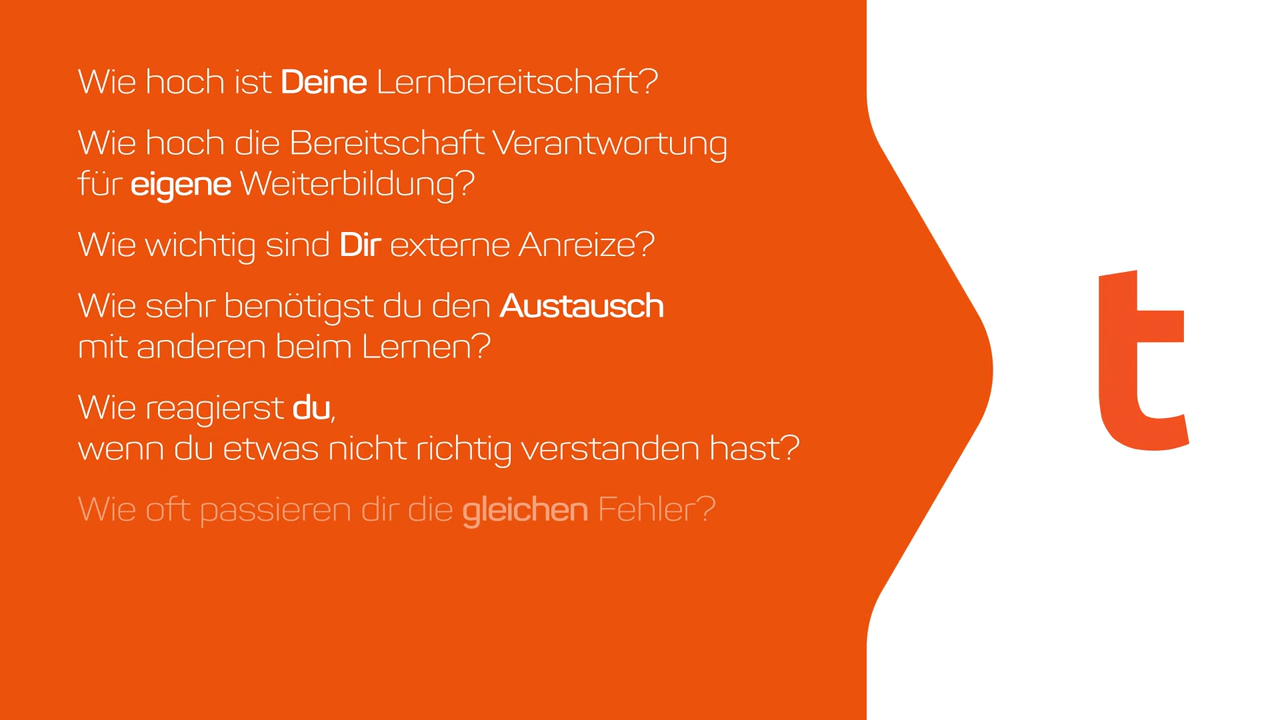 Wie hoch ist Deine Lernbereitschaft?
Wie hoch die Bereitschaft Verantwortung
für eigene Weiterbildung?
Wie wichtig sind Dir externe Anreize?
Wie sehr benötigst du den Austausch
mit anderen beim Lernen?
Wie reagierst du,
wenn du etwas nicht richtig verstanden hast?
Wie oft passieren dir die gleichen Fehler?
t